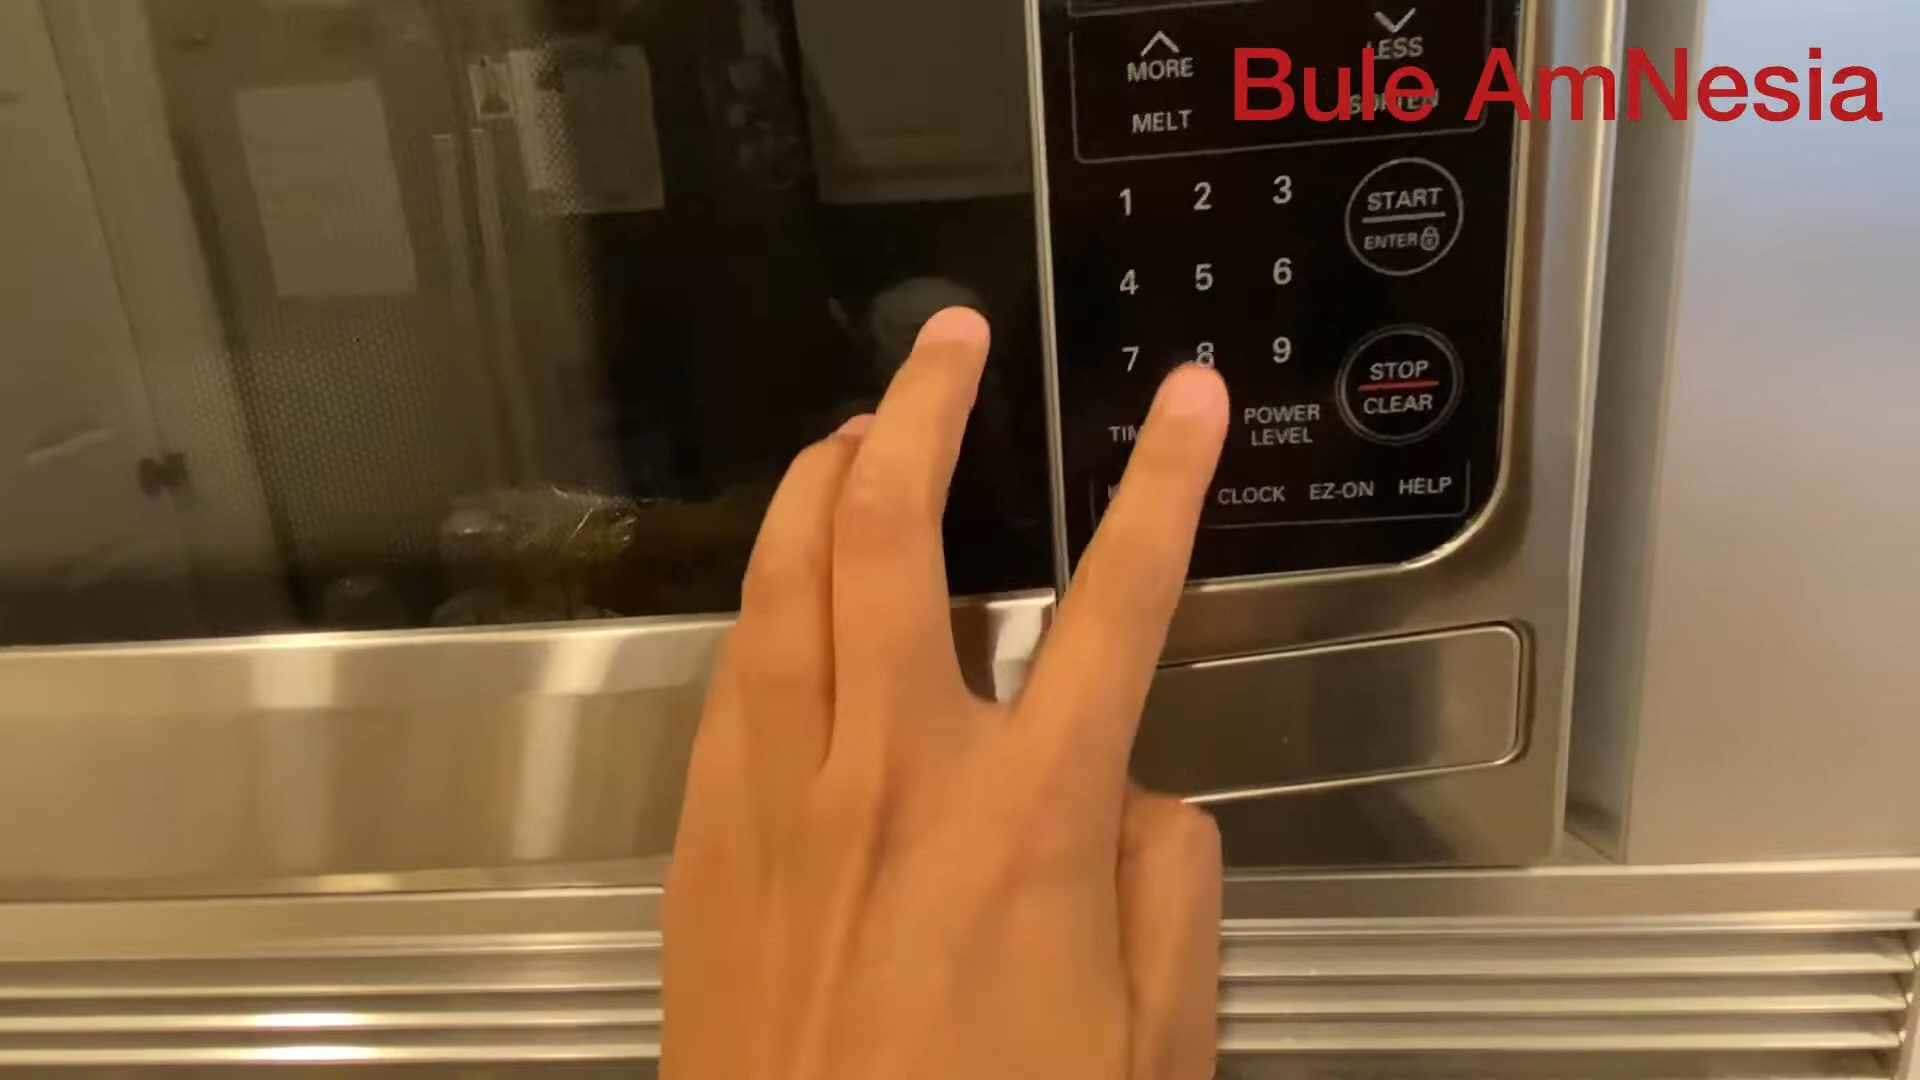 Bule AmNesia
MORE
LESS
MELT
SOFTEN
1 2 3
START
ENTER
4 5 6
7 8 9
STOP
CLEAR
POWER
LEVEL
CLOCK EZ-ON HELP